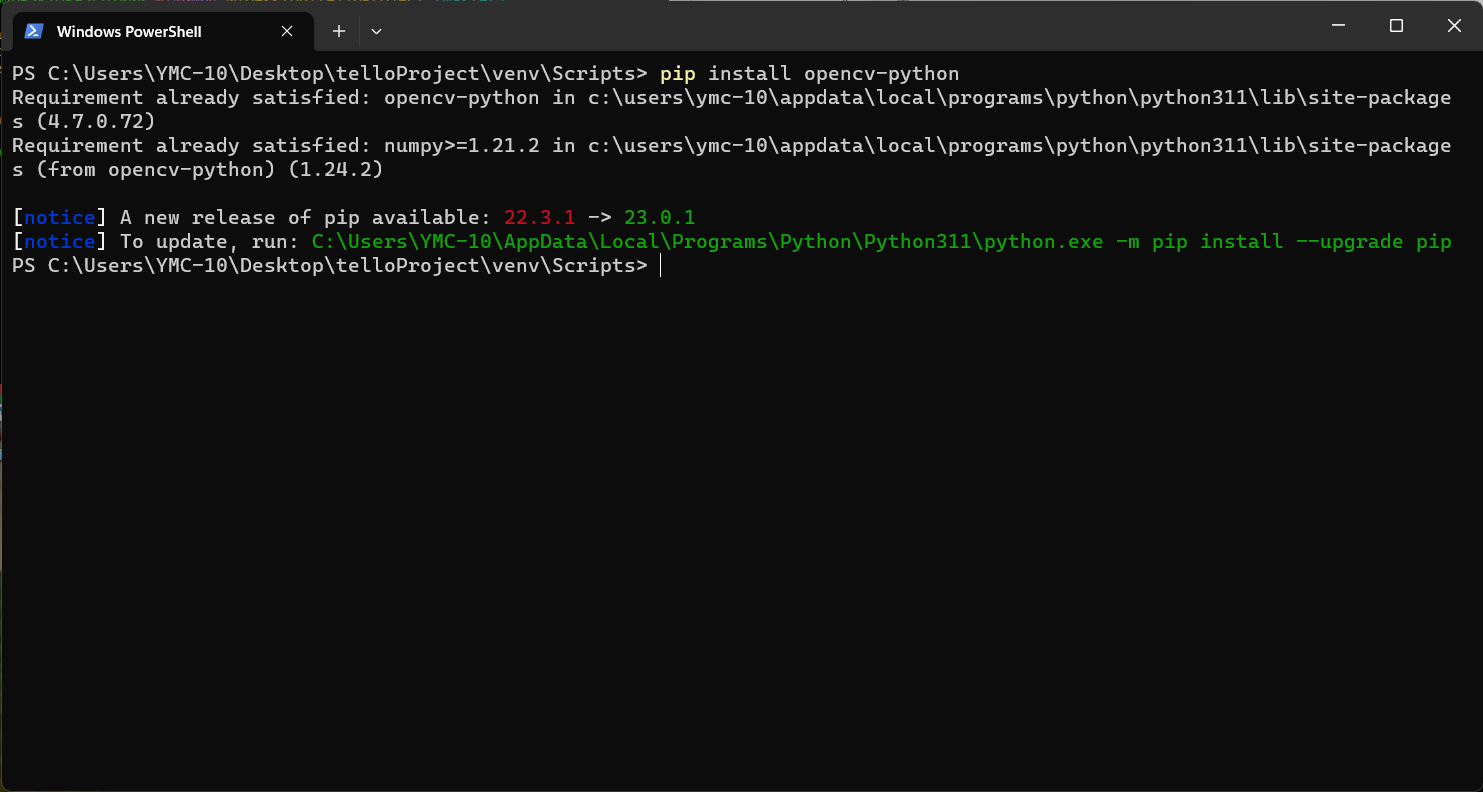 Windows PowerShell
PS C:\Users\YMC-10\Desktop\telloProject\venv\Scripts> pip install opencv-python
Requirement already satisfied: opencv-python in c:\users\ymc-10\appdata\local\programs\python\python311\lib\site-package
s (4.7.0.72)
Requirement already satisfied: numpy>=1.21.2 in c:\users\ymc-10\appdata\local\programs\python\python311\lib\site-package
s (from opencv-python) (1.24.2)
[notice] A new release of pip available: 22.3.1 -> 23.0.1
[notice] To update, run: C:\Users\YMC-10\AppData\Local\Programs\Python\Python311\python.exe -m pip install --upgrade pip
PS C:\Users\YMC-10\Desktop\telloProject\venv\Scripts>